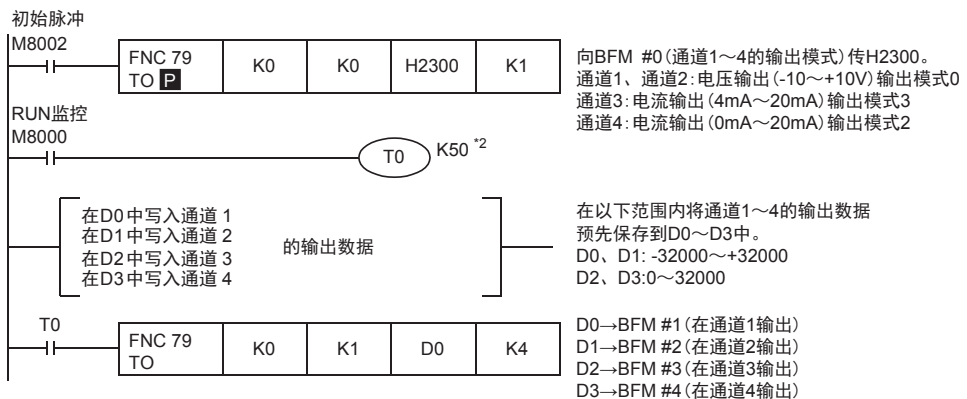 初始脉冲
M8002
FNC 79
TO P
K0
K0
H2300
K1
向BFM #0（通道1～4的输出模式）传H2300。
通道1、通道2：电压输出（-10～+10V）输出模式0
通道3：电流输出（4mA～20mA）输出模式3
通道4：电流输出（0mA～20mA）输出模式2
RUN监控
M8000
T0
K50 *2
在D0中写入通道 1
在D1中写入通道 2
在D2中写入通道 3
在D3中写入通道 4
的输出数据
在以下范围内将通道1～4的输出数据
预先保存到D0～D3中。
D0、D1: -32000～+32000
D2、D3:0～32000
T0
FNC 79
TO
K0
K1
D0
K4
D0→BFM #1（在通道1输出）
D1→BFM #2（在通道2输出）
D2→BFM #3（在通道3输出）
D3→BFM #4（在通道4输出）